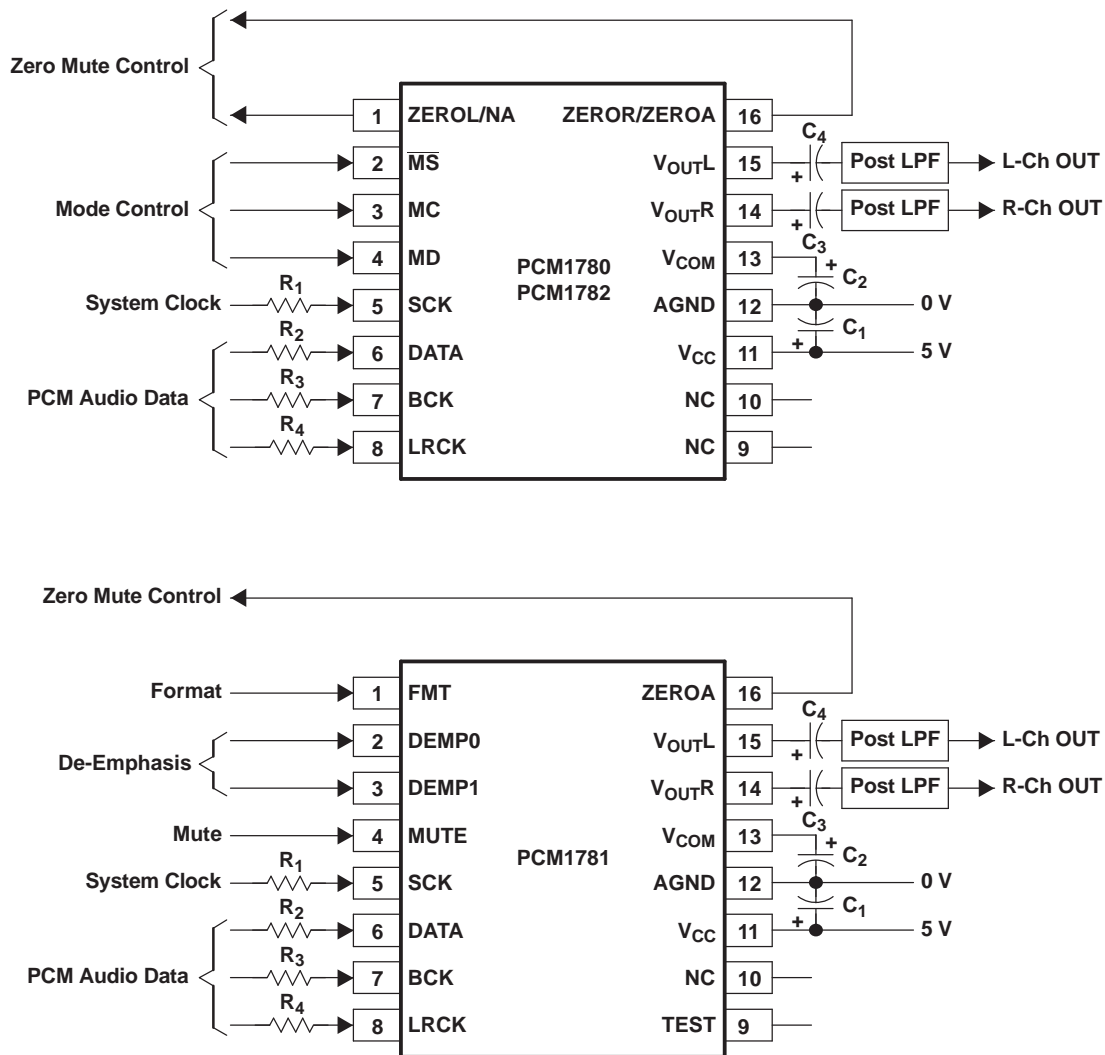 Zero Mute Control
1 ZEROL/NA ZEROR/ZEROA 16
C4
2 M̅S̅ VOUTL 15 + Post LPF L-Ch OUT
Mode Control 3 MC VOUTR 14 + Post LPF R-Ch OUT
C3
4 MD VCOM 13 + C2
PCM1780
PCM1782
System Clock R1 5 SCK AGND 12 0 V
C1
R2 6 DATA VCC 11 + 5 V
PCM Audio Data R3 7 BCK NC 10
R4 8 LRCK NC 9
Zero Mute Control
Format 1 FMT ZEROA 16
C4
2 DEMP0 VOUTL 15 + Post LPF L-Ch OUT
De-Emphasis
3 DEMP1 VOUTR 14 + Post LPF R-Ch OUT
C3
Mute 4 MUTE VCOM 13 + C2
PCM1781
System Clock R1 5 SCK AGND 12 0 V
C1
R2 6 DATA VCC 11 + 5 V
PCM Audio Data R3 7 BCK NC 10
R4 8 LRCK TEST 9